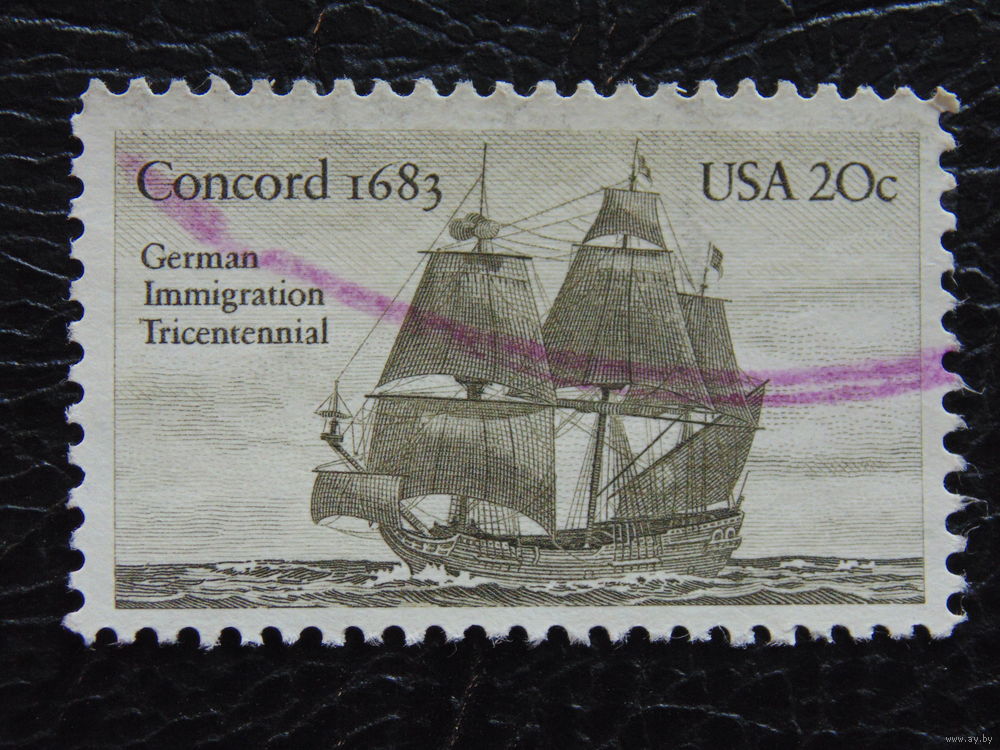 Concord 1683
USA 20c
German
Immigration
Tricentennial
www.ay.by